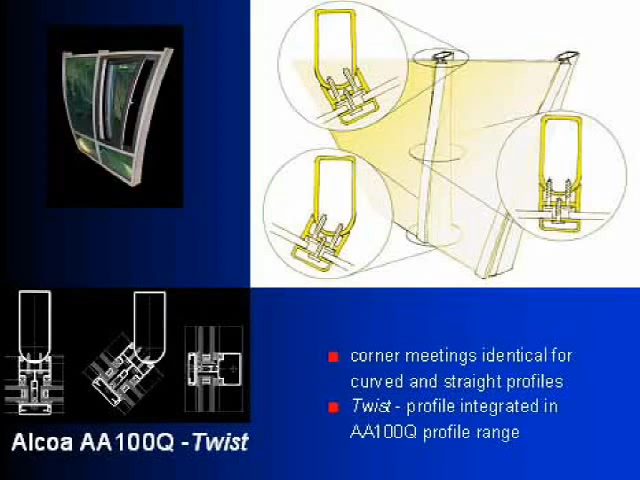 corner meetings identical for
curved and straight profiles
Twist - profile integrated in
AA100Q profile range
Alcoa AA100Q -Twist